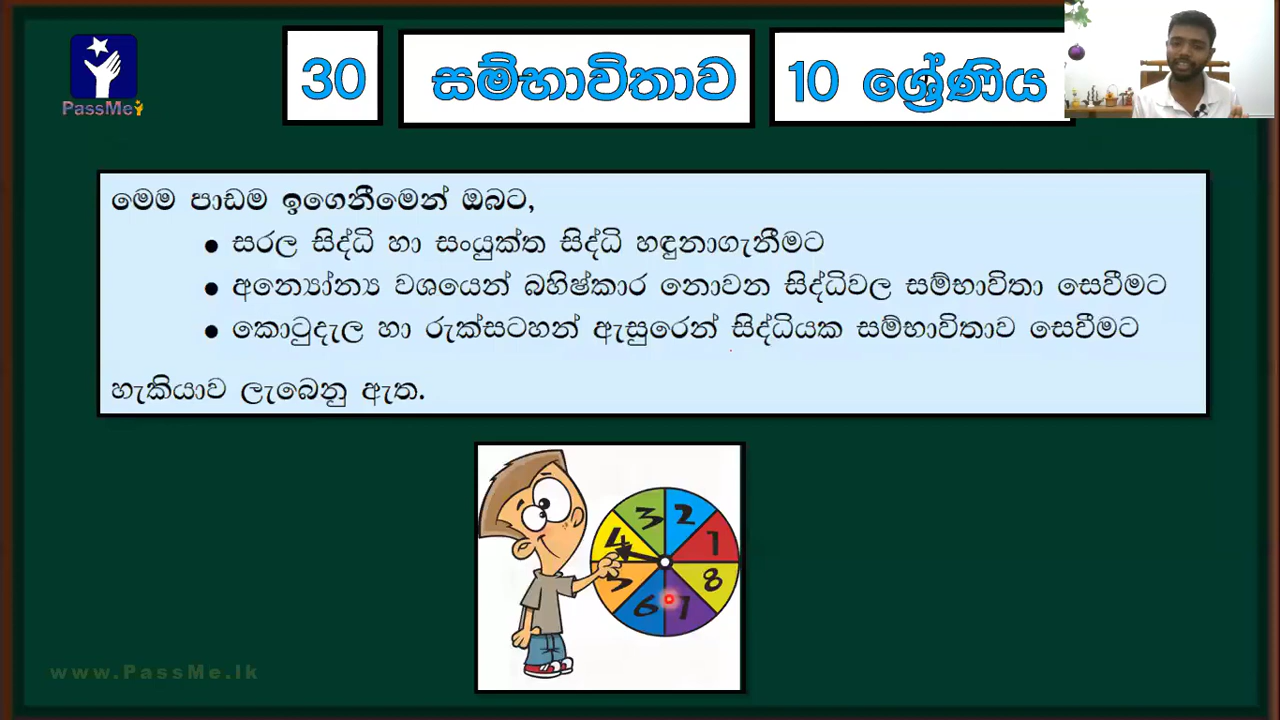 30 සම්භාවිතාව 10 ශ්‍රේණිය
PassMe
මෙම පාඩම ඉගෙනීමෙන් ඔබට,
● සරල සිද්ධි හා සංයුක්ත සිද්ධි හඳුනාගැනීමට
● අන්‍යෝන්‍ය වශයෙන් බහිෂ්කාර නොවන සිද්ධිවල සම්භාවිතා සෙවීමට
● කොටුදැල හා රුක්සටහන් ඇසුරෙන් සිද්ධියක සම්භාවිතාව සෙවීමට
හැකියාව ලැබෙනු ඇත.
3 2
4 1
5 8
6 7
www.PassMe.lk